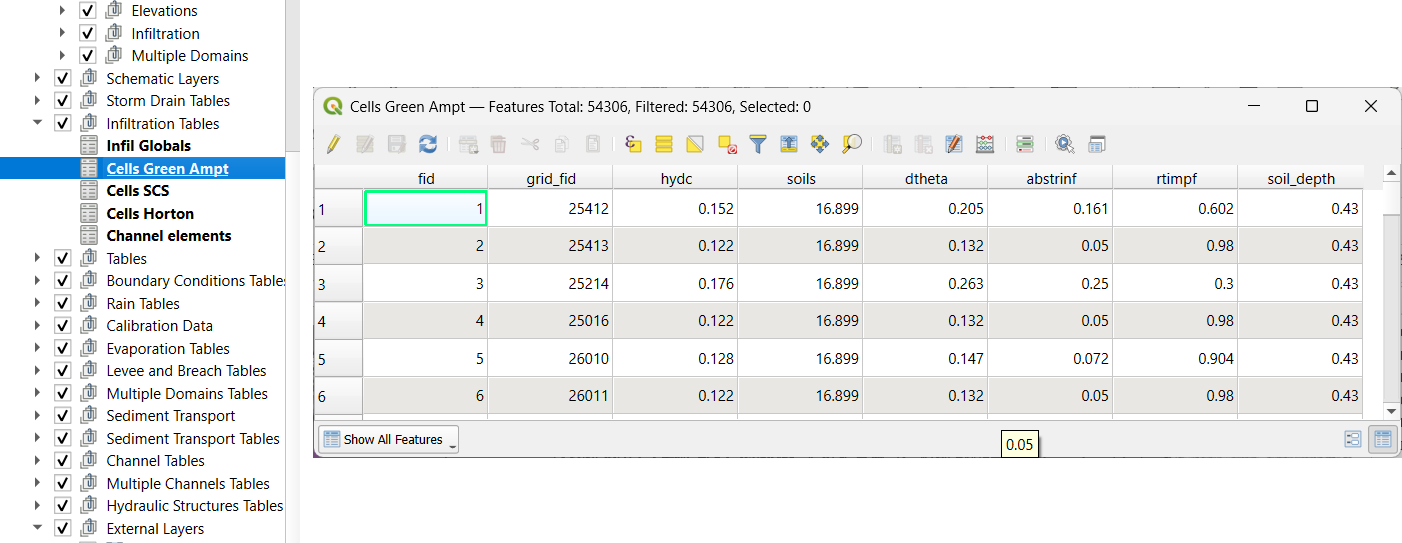 Elevations
Infiltration
Multiple Domains
Schematic Layers
Storm Drain Tables
Infiltration Tables
Infil Globals
Cells Green Ampt
Cells SCS
Cells Horton
Channel elements
Tables
Boundary Conditions Tables
Rain Tables
Calibration Data
Evaporation Tables
Levee and Breach Tables
Multiple Domains Tables
Sediment Transport
Sediment Transport Tables
Channel Tables
Multiple Channels Tables
Hydraulic Structures Tables
External Layers
Cells Green Ampt — Features Total: 54306, Filtered: 54306, Selected: 0
fid grid_fid hydc soils dtheta abstrinf rtimpf soil_depth
1 1 25412 0.152 16.899 0.205 0.161 0.602 0.43
2 2 25413 0.122 16.899 0.132 0.05 0.98 0.43
3 3 25214 0.176 16.899 0.263 0.25 0.3 0.43
4 4 25016 0.122 16.899 0.132 0.05 0.98 0.43
5 5 26010 0.128 16.899 0.147 0.072 0.904 0.43
6 6 26011 0.122 16.899 0.132 0.05 0.98 0.43
Show All Features
0.05